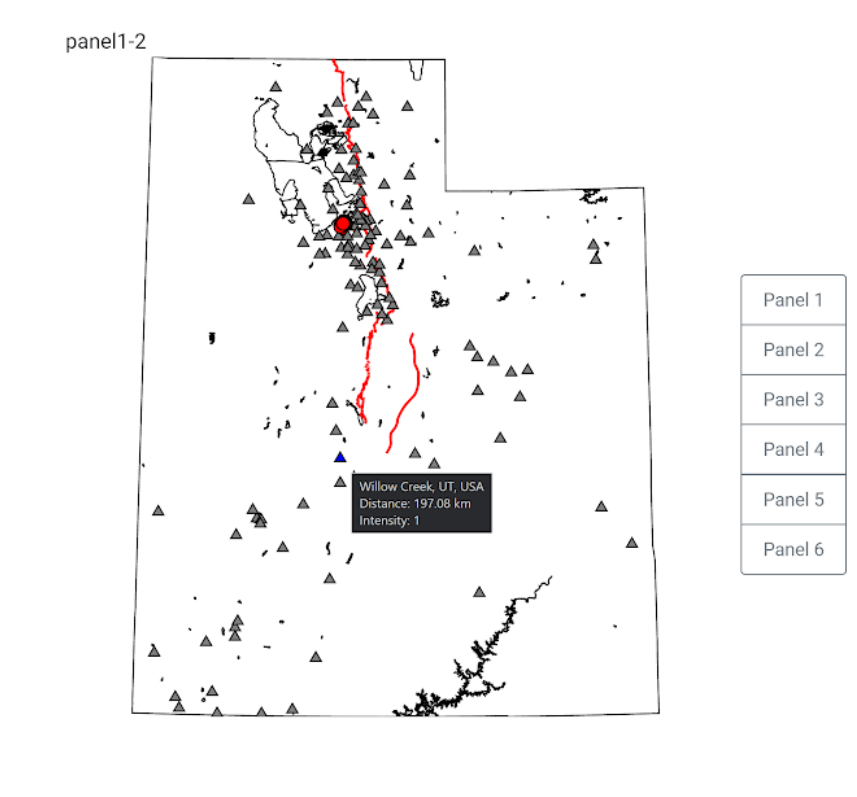 panel1-2
Panel 1
Panel 2
Panel 3
Panel 4
Willow Creek, UT, USA
Distance: 197.08 km
Intensity: 1
Panel 5
Panel 6